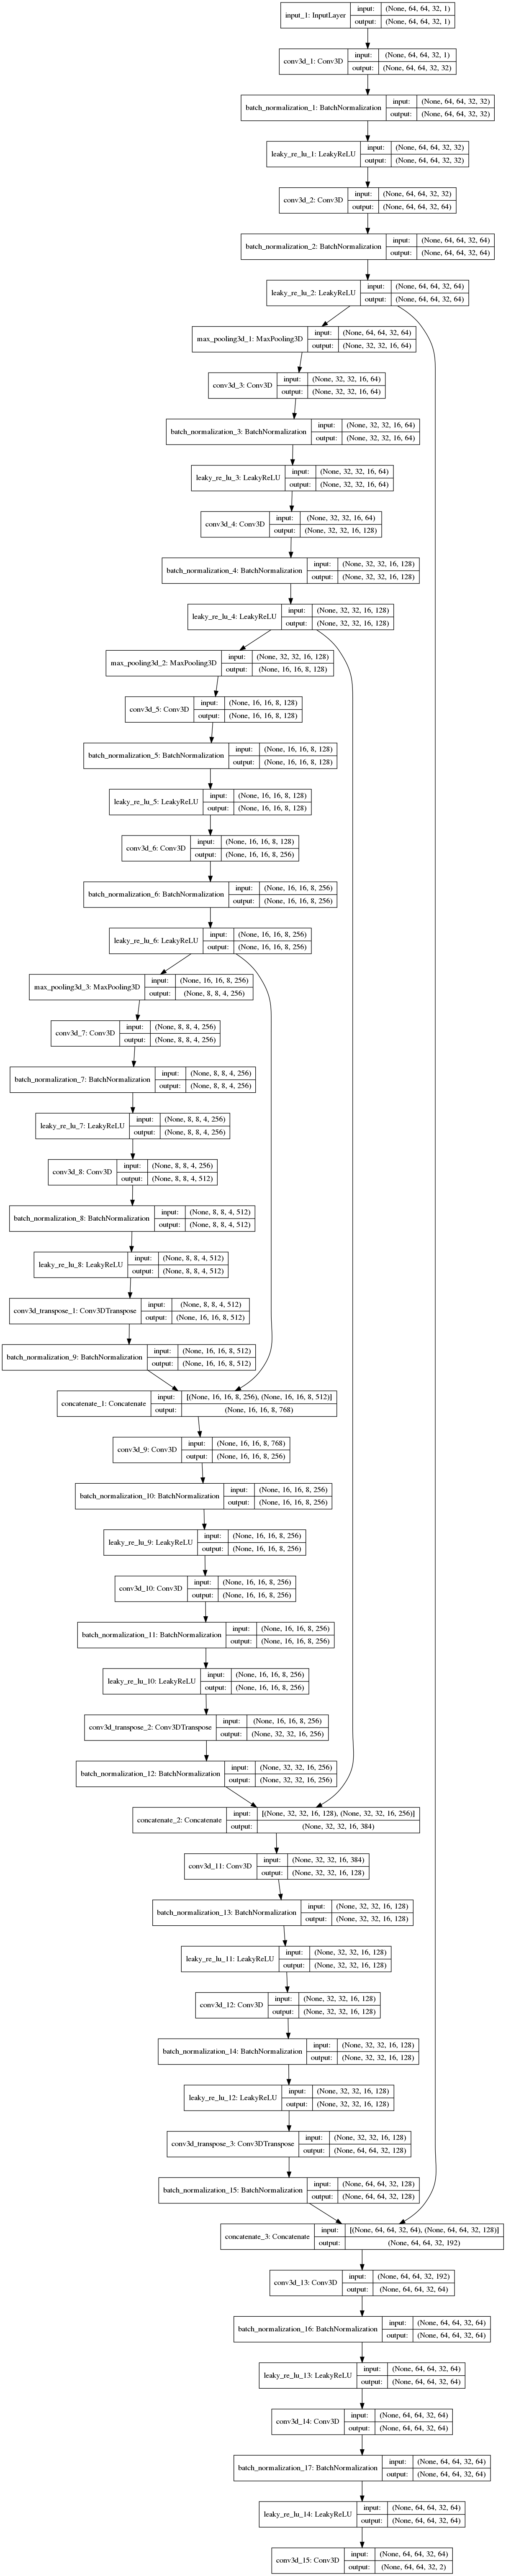 input_1: InputLayer
input: (None, 64, 64, 32, 1)
output: (None, 64, 64, 32, 1)
conv3d_1: Conv3D
input: (None, 64, 64, 32, 1)
output: (None, 64, 64, 32, 32)
batch_normalization_1: BatchNormalization
input: (None, 64, 64, 32, 32)
output: (None, 64, 64, 32, 32)
leaky_re_lu_1: LeakyReLU
input: (None, 64, 64, 32, 32)
output: (None, 64, 64, 32, 32)
conv3d_2: Conv3D
input: (None, 64, 64, 32, 32)
output: (None, 64, 64, 32, 64)
batch_normalization_2: BatchNormalization
input: (None, 64, 64, 32, 64)
output: (None, 64, 64, 32, 64)
leaky_re_lu_2: LeakyReLU
input: (None, 64, 64, 32, 64)
output: (None, 64, 64, 32, 64)
max_pooling3d_1: MaxPooling3D
input: (None, 64, 64, 32, 64)
output: (None, 32, 32, 16, 64)
conv3d_3: Conv3D
input: (None, 32, 32, 16, 64)
output: (None, 32, 32, 16, 64)
batch_normalization_3: BatchNormalization
input: (None, 32, 32, 16, 64)
output: (None, 32, 32, 16, 64)
leaky_re_lu_3: LeakyReLU
input: (None, 32, 32, 16, 64)
output: (None, 32, 32, 16, 64)
conv3d_4: Conv3D
input: (None, 32, 32, 16, 64)
output: (None, 32, 32, 16, 128)
batch_normalization_4: BatchNormalization
input: (None, 32, 32, 16, 128)
output: (None, 32, 32, 16, 128)
leaky_re_lu_4: LeakyReLU
input: (None, 32, 32, 16, 128)
output: (None, 32, 32, 16, 128)
max_pooling3d_2: MaxPooling3D
input: (None, 32, 32, 16, 128)
output: (None, 16, 16, 8, 128)
conv3d_5: Conv3D
input: (None, 16, 16, 8, 128)
output: (None, 16, 16, 8, 128)
batch_normalization_5: BatchNormalization
input: (None, 16, 16, 8, 128)
output: (None, 16, 16, 8, 128)
leaky_re_lu_5: LeakyReLU
input: (None, 16, 16, 8, 128)
output: (None, 16, 16, 8, 128)
conv3d_6: Conv3D
input: (None, 16, 16, 8, 128)
output: (None, 16, 16, 8, 256)
batch_normalization_6: BatchNormalization
input: (None, 16, 16, 8, 256)
output: (None, 16, 16, 8, 256)
leaky_re_lu_6: LeakyReLU
input: (None, 16, 16, 8, 256)
output: (None, 16, 16, 8, 256)
max_pooling3d_3: MaxPooling3D
input: (None, 16, 16, 8, 256)
output: (None, 8, 8, 4, 256)
conv3d_7: Conv3D
input: (None, 8, 8, 4, 256)
output: (None, 8, 8, 4, 256)
batch_normalization_7: BatchNormalization
input: (None, 8, 8, 4, 256)
output: (None, 8, 8, 4, 256)
leaky_re_lu_7: LeakyReLU
input: (None, 8, 8, 4, 256)
output: (None, 8, 8, 4, 256)
conv3d_8: Conv3D
input: (None, 8, 8, 4, 256)
output: (None, 8, 8, 4, 512)
batch_normalization_8: BatchNormalization
input: (None, 8, 8, 4, 512)
output: (None, 8, 8, 4, 512)
leaky_re_lu_8: LeakyReLU
input: (None, 8, 8, 4, 512)
output: (None, 8, 8, 4, 512)
conv3d_transpose_1: Conv3DTranspose
input: (None, 8, 8, 4, 512)
output: (None, 16, 16, 8, 512)
batch_normalization_9: BatchNormalization
input: (None, 16, 16, 8, 512)
output: (None, 16, 16, 8, 512)
concatenate_1: Concatenate
input: [(None, 16, 16, 8, 256), (None, 16, 16, 8, 512)]
output: (None, 16, 16, 8, 768)
conv3d_9: Conv3D
input: (None, 16, 16, 8, 768)
output: (None, 16, 16, 8, 256)
batch_normalization_10: BatchNormalization
input: (None, 16, 16, 8, 256)
output: (None, 16, 16, 8, 256)
leaky_re_lu_9: LeakyReLU
input: (None, 16, 16, 8, 256)
output: (None, 16, 16, 8, 256)
conv3d_10: Conv3D
input: (None, 16, 16, 8, 256)
output: (None, 16, 16, 8, 256)
batch_normalization_11: BatchNormalization
input: (None, 16, 16, 8, 256)
output: (None, 16, 16, 8, 256)
leaky_re_lu_10: LeakyReLU
input: (None, 16, 16, 8, 256)
output: (None, 16, 16, 8, 256)
conv3d_transpose_2: Conv3DTranspose
input: (None, 16, 16, 8, 256)
output: (None, 32, 32, 16, 256)
batch_normalization_12: BatchNormalization
input: (None, 32, 32, 16, 256)
output: (None, 32, 32, 16, 256)
concatenate_2: Concatenate
input: [(None, 32, 32, 16, 128), (None, 32, 32, 16, 256)]
output: (None, 32, 32, 16, 384)
conv3d_11: Conv3D
input: (None, 32, 32, 16, 384)
output: (None, 32, 32, 16, 128)
batch_normalization_13: BatchNormalization
input: (None, 32, 32, 16, 128)
output: (None, 32, 32, 16, 128)
leaky_re_lu_11: LeakyReLU
input: (None, 32, 32, 16, 128)
output: (None, 32, 32, 16, 128)
conv3d_12: Conv3D
input: (None, 32, 32, 16, 128)
output: (None, 32, 32, 16, 128)
batch_normalization_14: BatchNormalization
input: (None, 32, 32, 16, 128)
output: (None, 32, 32, 16, 128)
leaky_re_lu_12: LeakyReLU
input: (None, 32, 32, 16, 128)
output: (None, 32, 32, 16, 128)
conv3d_transpose_3: Conv3DTranspose
input: (None, 32, 32, 16, 128)
output: (None, 64, 64, 32, 128)
batch_normalization_15: BatchNormalization
input: (None, 64, 64, 32, 128)
output: (None, 64, 64, 32, 128)
concatenate_3: Concatenate
input: [(None, 64, 64, 32, 64), (None, 64, 64, 32, 128)]
output: (None, 64, 64, 32, 192)
conv3d_13: Conv3D
input: (None, 64, 64, 32, 192)
output: (None, 64, 64, 32, 64)
batch_normalization_16: BatchNormalization
input: (None, 64, 64, 32, 64)
output: (None, 64, 64, 32, 64)
leaky_re_lu_13: LeakyReLU
input: (None, 64, 64, 32, 64)
output: (None, 64, 64, 32, 64)
conv3d_14: Conv3D
input: (None, 64, 64, 32, 64)
output: (None, 64, 64, 32, 64)
batch_normalization_17: BatchNormalization
input: (None, 64, 64, 32, 64)
output: (None, 64, 64, 32, 64)
leaky_re_lu_14: LeakyReLU
input: (None, 64, 64, 32, 64)
output: (None, 64, 64, 32, 64)
conv3d_15: Conv3D
input: (None, 64, 64, 32, 64)
output: (None, 64, 64, 32, 2)